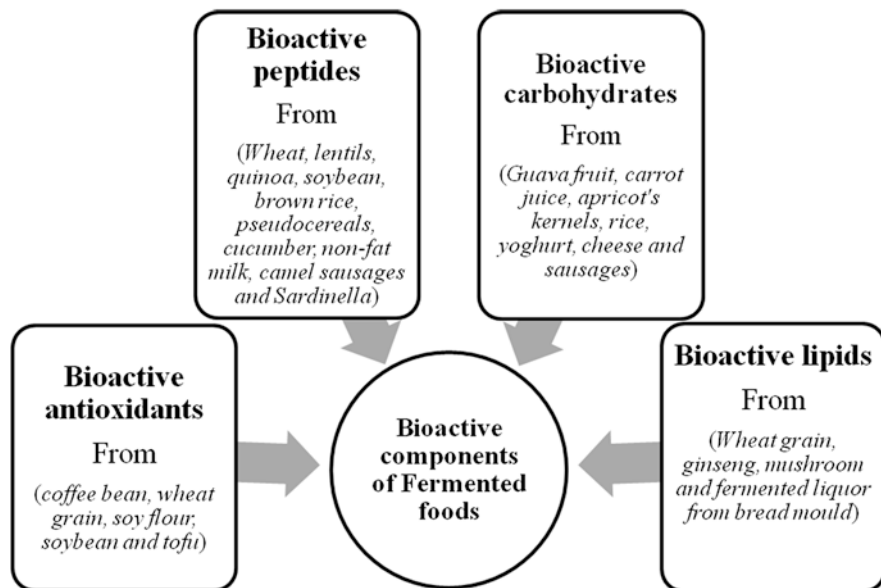 Bioactive
peptides
From
(Wheat, lentils,
quinoa, soybean,
brown rice,
pseudocereals,
cucumber, non-fat
milk, camel sausages
and Sardinella)
Bioactive
carbohydrates
From
(Guava fruit, carrot
juice, apricot's
kernels, rice,
yoghurt, cheese and
sausages)
Bioactive
antioxidants
From
(coffee bean, wheat
grain, soy flour,
soybean and tofu)
Bioactive
components
of Fermented
foods
Bioactive lipids
From
(Wheat grain,
ginseng, mushroom
and fermented liquor
from bread mould)